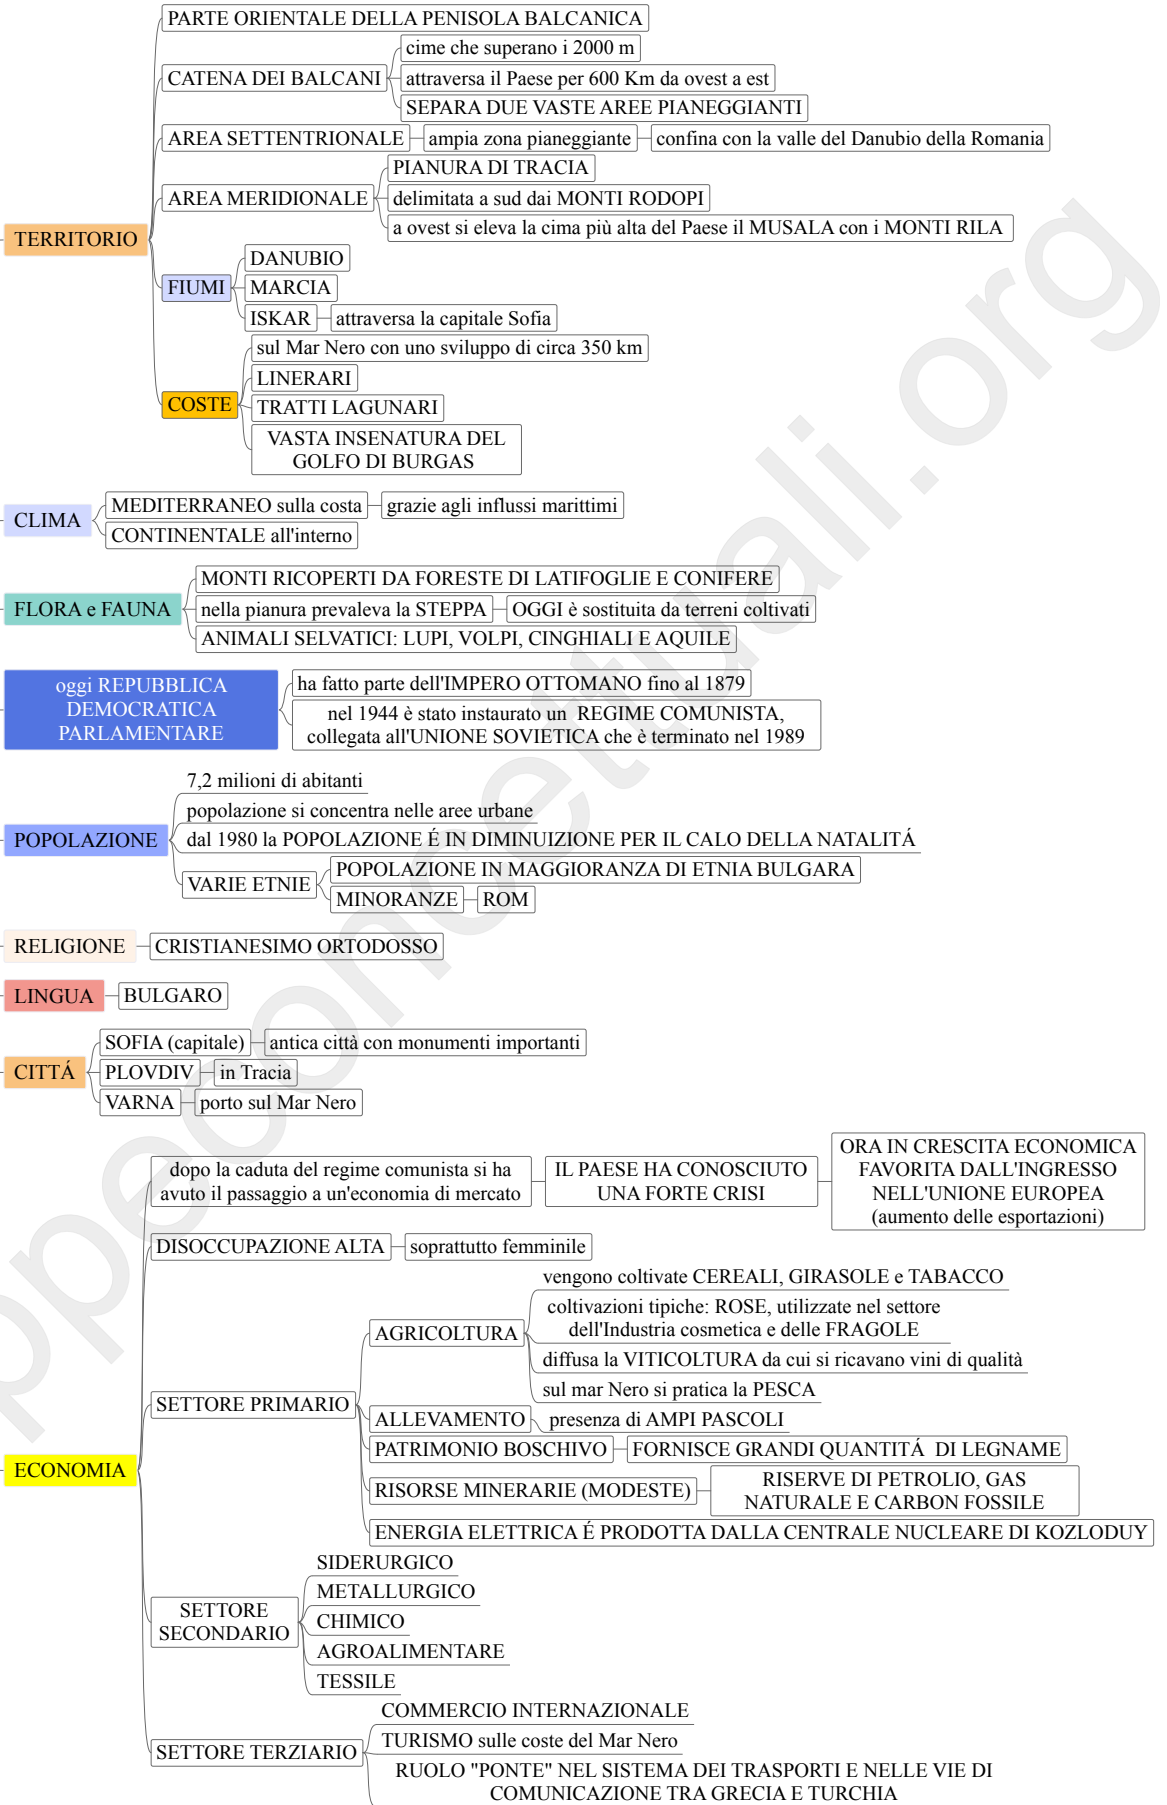 PARTE ORIENTALE DELLA PENISOLA BALCANICA
CATENA DEI BALCANI
cime che superano i 2000 m
attraversa il Paese per 600 Km da ovest a est
SEPARA DUE VASTE AREE PIANEGGIANTI
AREA SETTENTRIONALE
ampia zona pianeggiante
confina con la valle del Danubio della Romania
AREA MERIDIONALE
PIANURA DI TRACIA
delimitata a sud dai MONTI RODOPI
a ovest si eleva la cima più alta del Paese il MUSALA con i MONTI RILA
TERRITORIO
FIUMI
DANUBIO
MARCIA
ISKAR
attraversa la capitale Sofia
COSTE
sul Mar Nero con uno sviluppo di circa 350 km
LINERARI
TRATTI LAGUNARI
VASTA INSENATURA DEL
GOLFO DI BURGAS
CLIMA
MEDITERRANEO sulla costa
grazie agli influssi marittimi
CONTINENTALE all'interno
FLORA e FAUNA
MONTI RICOPERTI DA FORESTE DI LATIFOGLIE E CONIFERE
nella pianura prevaleva la STEPPA
OGGI è sostituita da terreni coltivati
ANIMALI SELVATICI: LUPI, VOLPI, CINGHIALI E AQUILE
oggi REPUBBLICA
DEMOCRATICA
PARLAMENTARE
ha fatto parte dell'IMPERO OTTOMANO fino al 1879
nel 1944 è stato instaurato un REGIME COMUNISTA,
collegata all'UNIONE SOVIETICA che è terminato nel 1989
POPOLAZIONE
7,2 milioni di abitanti
popolazione si concentra nelle aree urbane
dal 1980 la POPOLAZIONE É IN DIMINUIZIONE PER IL CALO DELLA NATALITÁ
VARIE ETNIE
POPOLAZIONE IN MAGGIORANZA DI ETNIA BULGARA
MINORANZE
ROM
RELIGIONE
CRISTIANESIMO ORTODOSSO
LINGUA
BULGARO
CITTÁ
SOFIA (capitale)
antica città con monumenti importanti
PLOVDIV
in Tracia
VARNA
porto sul Mar Nero
ECONOMIA
dopo la caduta del regime comunista si ha
avuto il passaggio a un'economia di mercato
IL PAESE HA CONOSCIUTO
UNA FORTE CRISI
ORA IN CRESCITA ECONOMICA
FAVORITA DALL'INGRESSO
NELL'UNIONE EUROPEA
(aumento delle esportazioni)
DISOCCUPAZIONE ALTA
soprattutto femminile
SETTORE PRIMARIO
AGRICOLTURA
vengono coltivate CEREALI, GIRASOLE e TABACCO
coltivazioni tipiche: ROSE, utilizzate nel settore
dell'Industria cosmetica e delle FRAGOLE
diffusa la VITICOLTURA da cui si ricavano vini di qualità
sul mar Nero si pratica la PESCA
ALLEVAMENTO
presenza di AMPI PASCOLI
PATRIMONIO BOSCHIVO
FORNISCE GRANDI QUANTITÁ DI LEGNAME
RISORSE MINERARIE (MODESTE)
RISERVE DI PETROLIO, GAS
NATURALE E CARBON FOSSILE
ENERGIA ELETTRICA É PRODOTTA DALLA CENTRALE NUCLEARE DI KOZLODUY
SETTORE
SECONDARIO
SIDERURGICO
METALLURGICO
CHIMICO
AGROALIMENTARE
TESSILE
SETTORE TERZIARIO
COMMERCIO INTERNAZIONALE
TURISMO sulle coste del Mar Nero
RUOLO "PONTE" NEL SISTEMA DEI TRASPORTI E NELLE VIE DI
COMUNICAZIONE TRA GRECIA E TURCHIA
ppeconcettuali.org